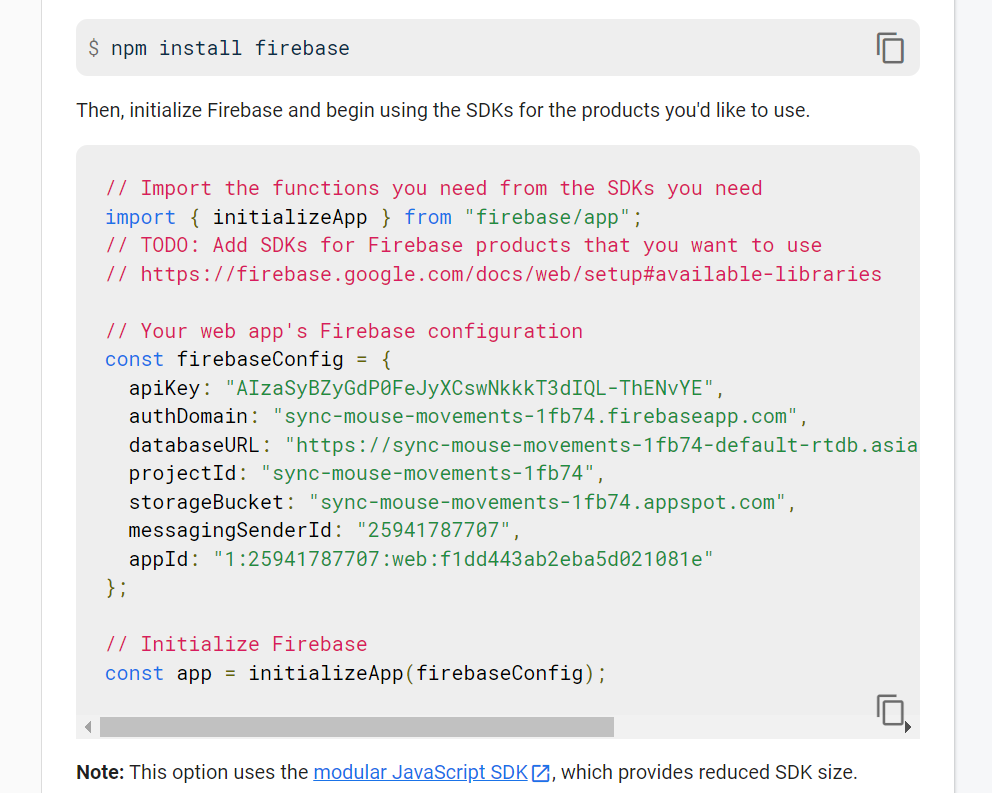 $ npm install firebase
Then, initialize Firebase and begin using the SDKs for the products you'd like to use.
// Import the functions you need from the SDKs you need
import { initializeApp } from "firebase/app";
// TODO: Add SDKs for Firebase products that you want to use
// https://firebase.google.com/docs/web/setup#available-libraries
// Your web app's Firebase configuration
const firebaseConfig = {
apiKey: "AIzaSyBZyGdP0FeJyXCswNkkkT3dIQL-ThENvYE",
authDomain: "sync-mouse-movements-1fb74.firebaseapp.com",
databaseURL: "https://sync-mouse-movements-1fb74-default-rtdb.asia
projectId: "sync-mouse-movements-1fb74",
storageBucket: "sync-mouse-movements-1fb74.appspot.com",
messagingSenderId: "25941787707",
appId: "1:25941787707:web:f1dd443ab2eba5d021081e"
};
// Initialize Firebase
const app = initializeApp(firebaseConfig);
Note: This option uses the modular JavaScript SDK, which provides reduced SDK size.